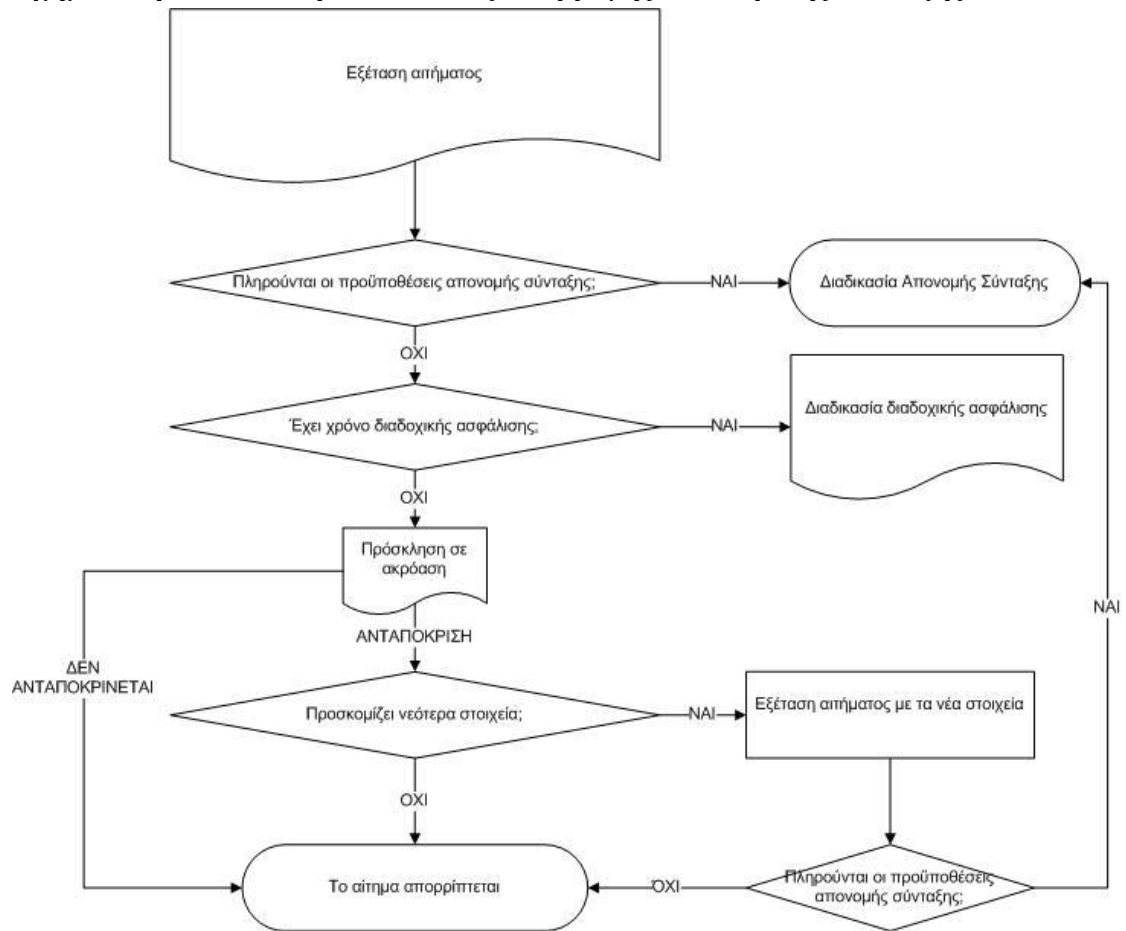 Εξέταση αιτήματος
Πληρούνται οι προϋποθέσεις απονομής σύνταξης;
ΝΑΙ
Διαδικασία Απονομής Σύνταξης
ΟΧΙ
Έχει χρόνο διαδοχικής ασφάλισης;
ΝΑΙ
Διαδικασία διαδοχικής ασφάλισης
ΟΧΙ
Πρόσκληση σε
ακρόαση
ΝΑΙ
ΑΝΤΑΠΟΚΡΙΣΗ
ΔΕΝ
ΑΝΤΑΠΟΚΡΙΝΕΤΑΙ
Προσκομίζει νεότερα στοιχεία;
ΝΑΙ
Εξέταση αιτήματος με τα νέα στοιχεία
ΟΧΙ
Το αίτημα απορρίπτεται
ΌΧΙ
Πληρούνται οι προϋποθέσεις
απονομής σύνταξης;